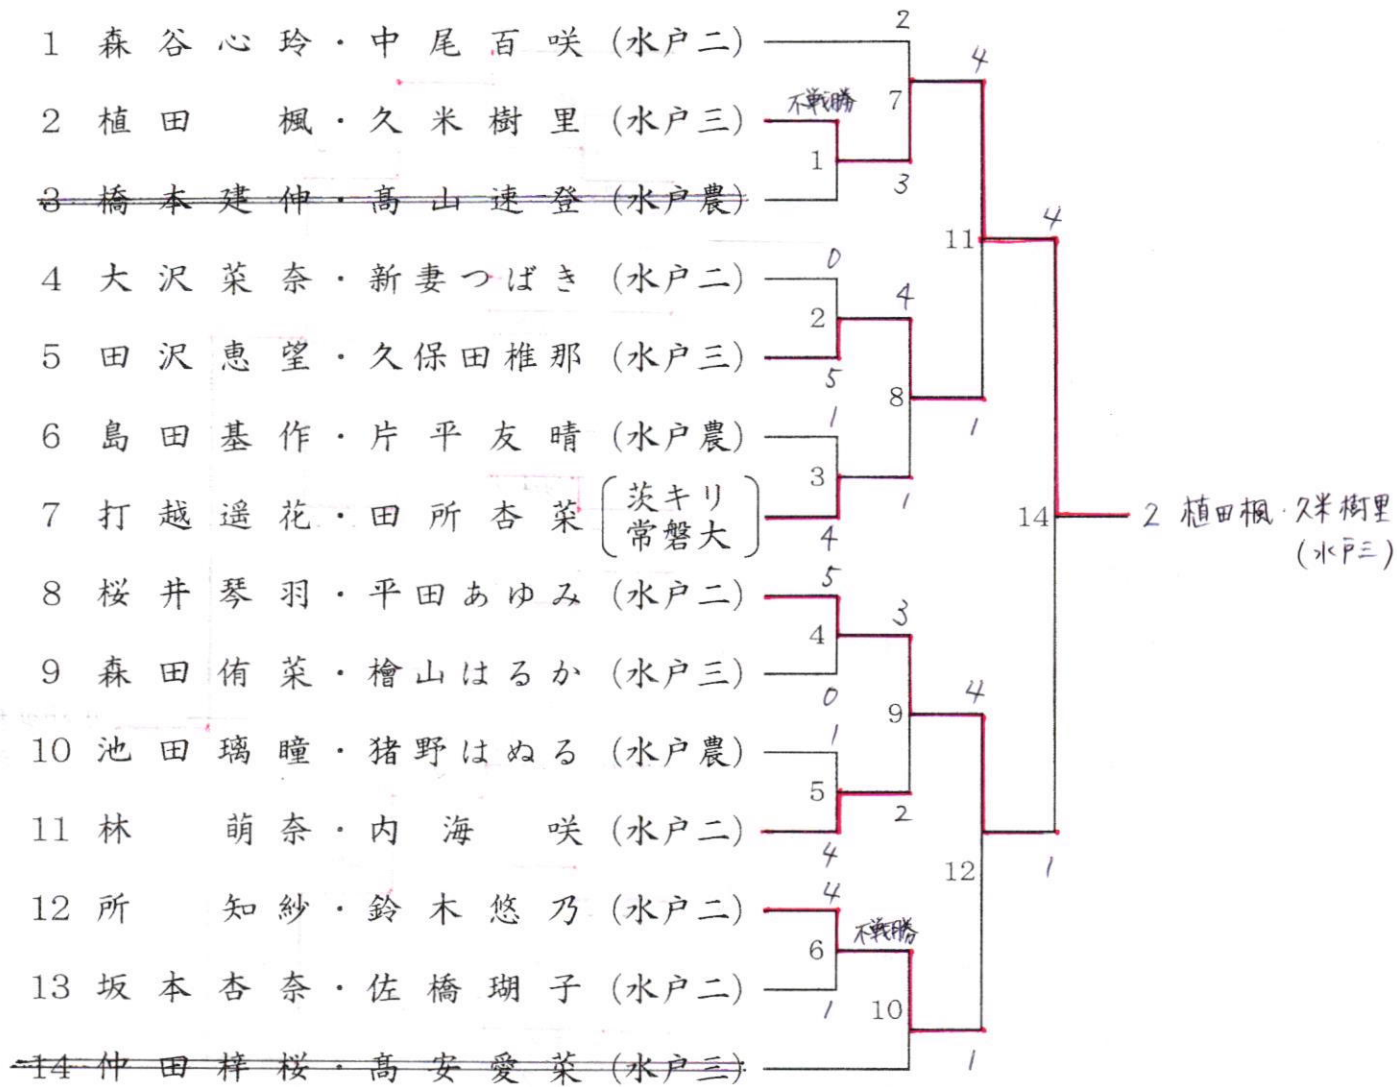 1 森谷心玲・中尾百咲 (水戸二)
2 植田 楓・久米樹里 (水戸三)
3 橋本建伸・髙山速登 (水戸農)
4 大沢菜奈・新妻つばき (水戸二)
5 田沢恵望・久保田椎那 (水戸三)
6 島田基作・片平友晴 (水戸農)
7 打越遥花・田所杏菜 (茨キリ 常磐大)
8 桜井琴羽・平田あゆみ (水戸二)
9 森田侑菜・檜山はるか (水戸三)
10 池田璃瞳・猪野はぬる (水戸農)
11 林 萌奈・内海 咲 (水戸二)
12 所 知紗・鈴木悠乃 (水戸二)
13 坂本杏奈・佐橋瑚子 (水戸二)
14 仲田梓桜・髙安愛菜 (水戸三)
不戦勝
1
2
7
3
0
2
5
1
3
4
4
8
1
4
11
1
5
4
0
1
5
4
3
9
2
4
6
1
不戦勝
10
4
12
1
4
14
1
2 植田楓・久米樹里
(水戸三)